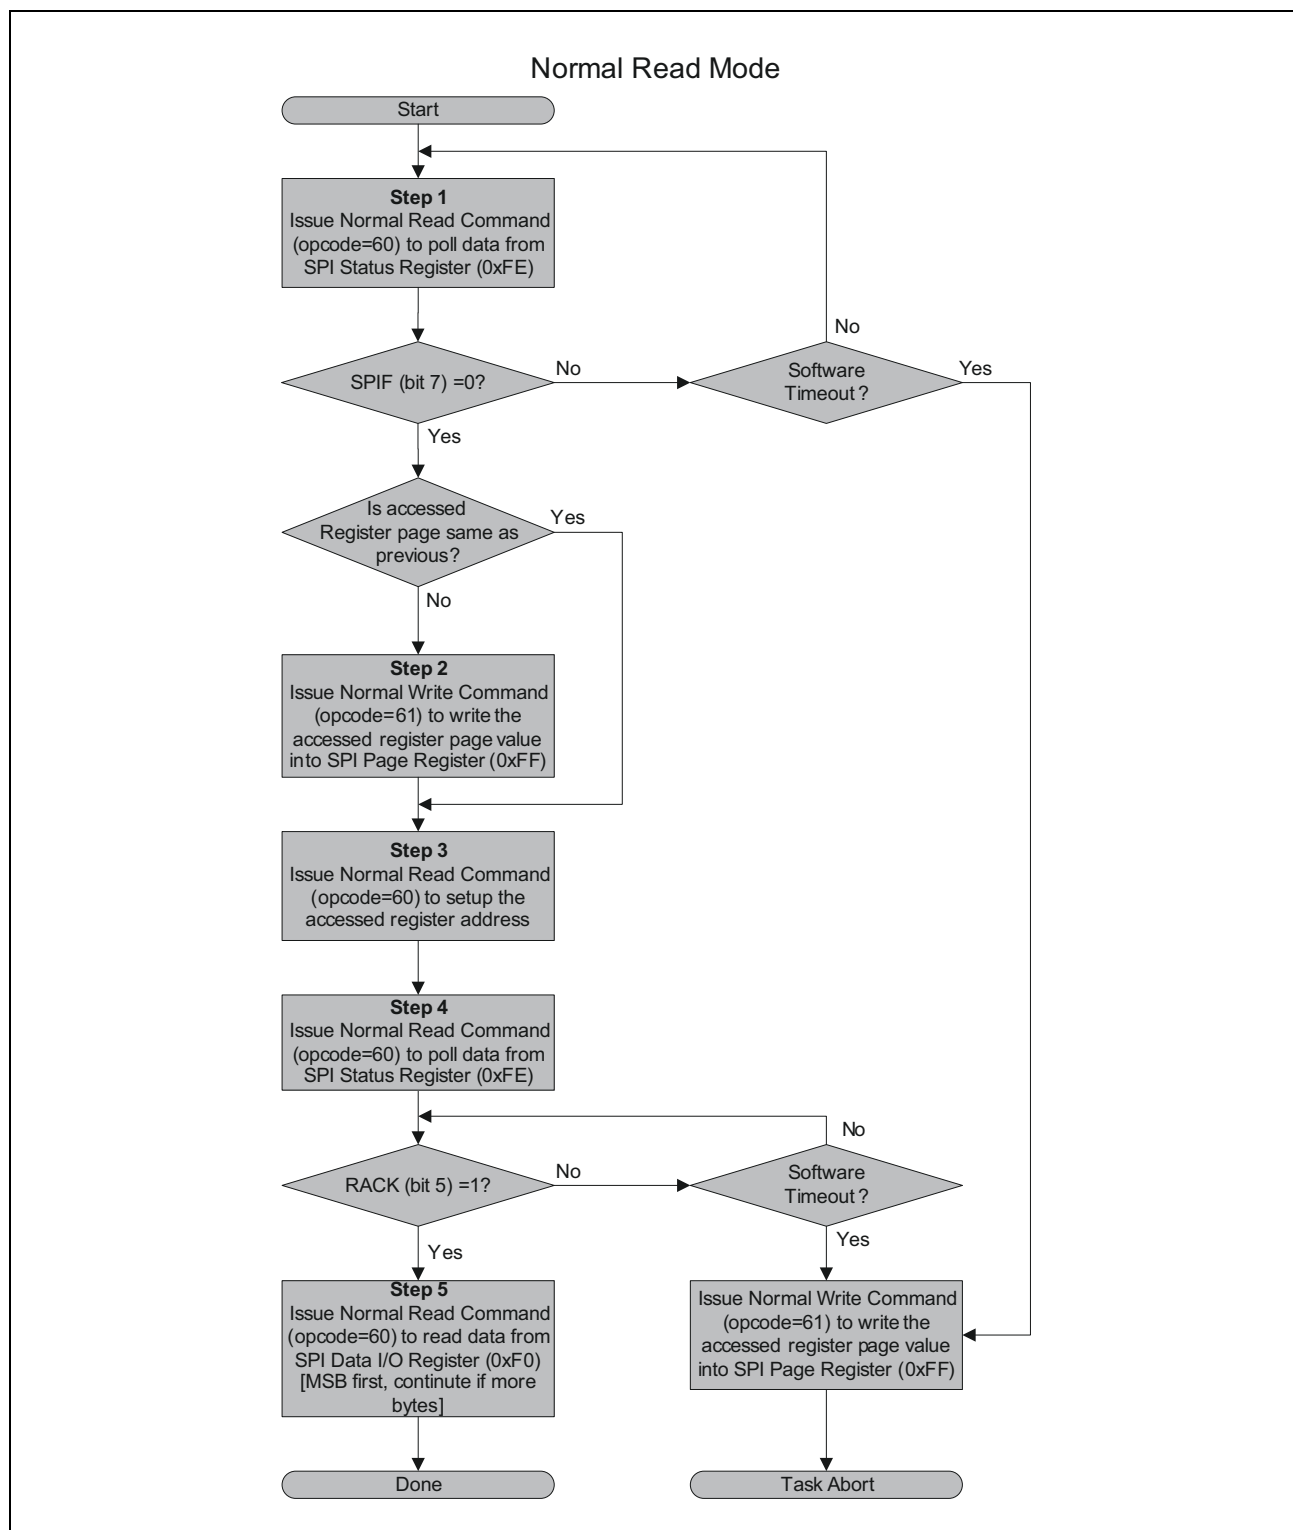 Normal Read Mode
Start
Step 1
Issue Normal Read Command
(opcode=60) to poll data from
SPI Status Register (0xFE)
No
SPIF (bit 7) =0?
No
Software
Timeout ?
Yes
Yes
Is accessed
Register page same as
previous?
Yes
No
Step 2
Issue Normal Write Command
(opcode=61) to write the
accessed register page value
into SPI Page Register (0xFF)
Step 3
Issue Normal Read Command
(opcode=60) to setup the
accessed register address
Step 4
Issue Normal Read Command
(opcode=60) to poll data from
SPI Status Register (0xFE)
No
RACK (bit 5) =1?
No
Software
Timeout ?
Yes
Yes
Step 5
Issue Normal Read Command
(opcode=60) to read data from
SPI Data I/O Register (0xF0)
[MSB first, continute if more
bytes]
Issue Normal Write Command
(opcode=61) to write the
accessed register page value
into SPI Page Register (0xFF)
Done
Task Abort